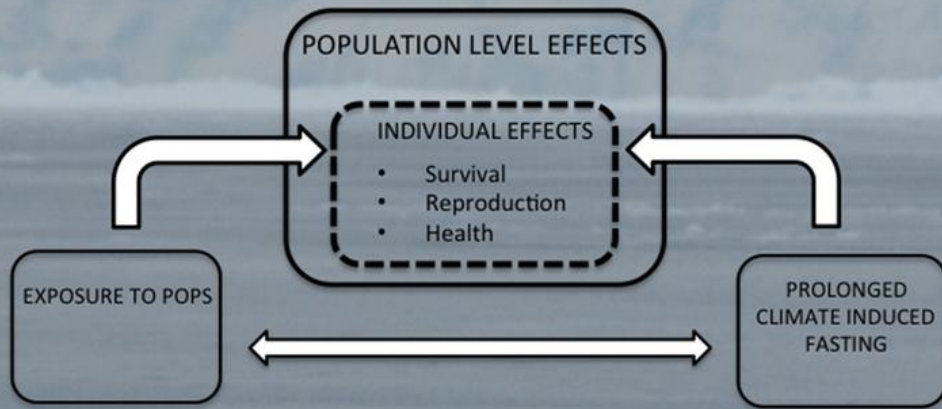 POPULATION LEVEL EFFECTS
INDIVIDUAL EFFECTS
• Survival
• Reproduction
• Health
EXPOSURE TO POPS
PROLONGED
CLIMATE INDUCED
FASTING